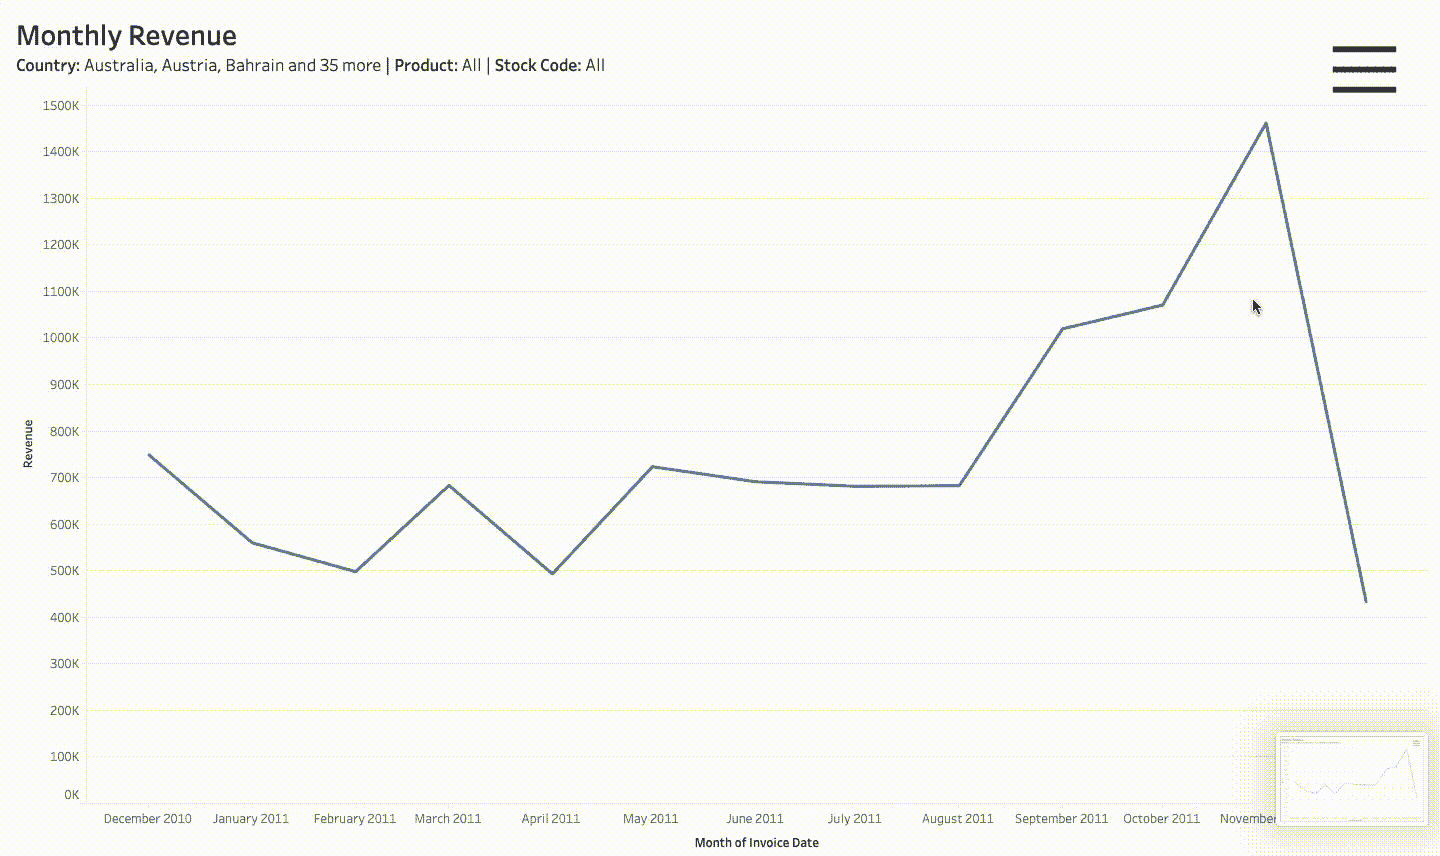 Monthly Revenue
Country: Australia, Austria, Bahrain and 35 more | Product: All | Stock Code: All
1500K
1400K
1300K
1200K
1100K
1000K
900K
800K
700K
600K
500K
400K
300K
200K
100K
0K
Revenue
December 2010 January 2011 February 2011 March 2011 April 2011 May 2011 June 2011 July 2011 August 2011 September 2011 October 2011 November
Month of Invoice Date